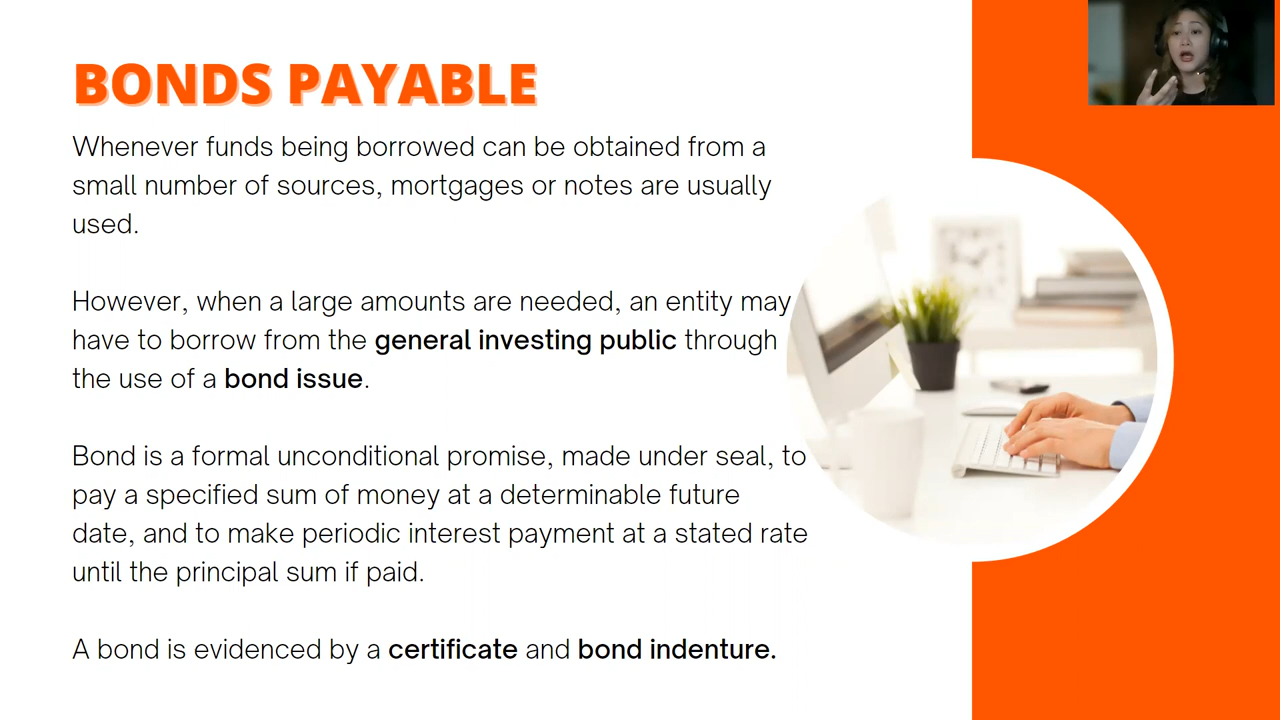 BONDS PAYABLE
Whenever funds being borrowed can be obtained from a
small number of sources, mortgages or notes are usually
used.
However, when a large amounts are needed, an entity may
have to borrow from the general investing public through
the use of a bond issue.
Bond is a formal unconditional promise, made under seal, to
pay a specified sum of money at a determinable future
date, and to make periodic interest payment at a stated rate
until the principal sum if paid.
A bond is evidenced by a certificate and bond indenture.